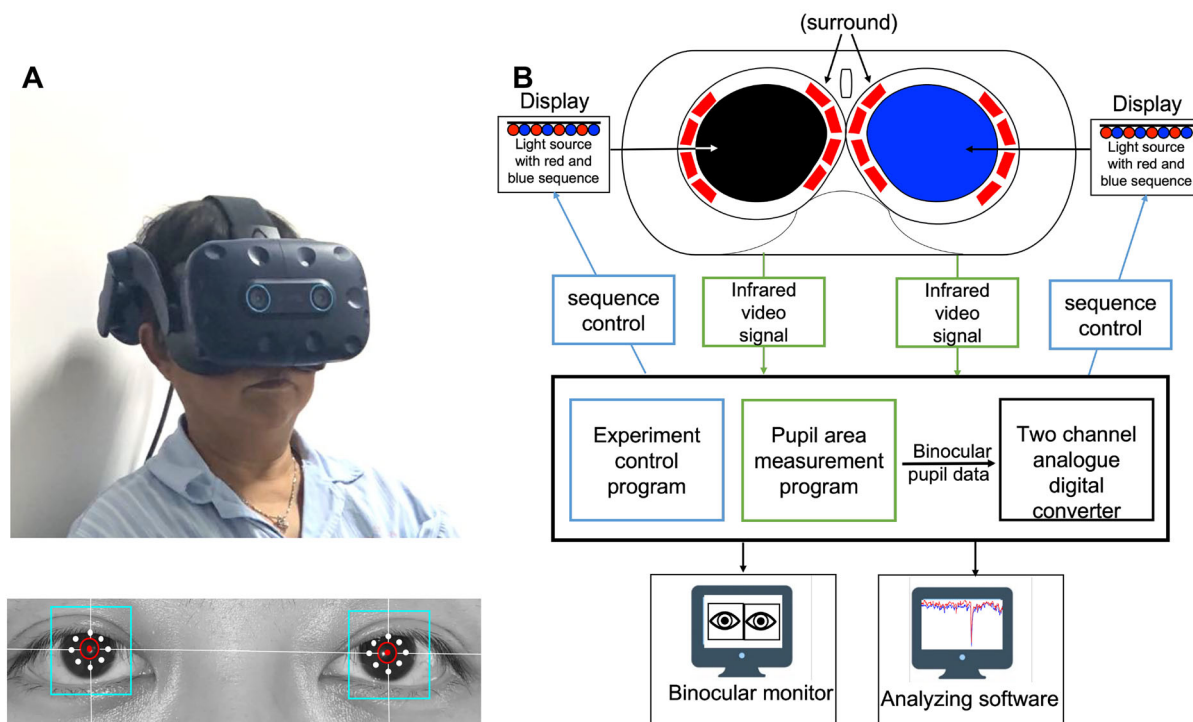 A
B
(surround)
Display
Light source
with red and
blue sequence
Display
Light source
with red and
blue sequence
sequence
control
Infrared
video
signal
Infrared
video
signal
sequence
control
Experiment
control
program
Pupil area
measurement
program
Binocular
pupil data
Two channel
analogue
digital
converter
Binocular monitor
Analyzing software